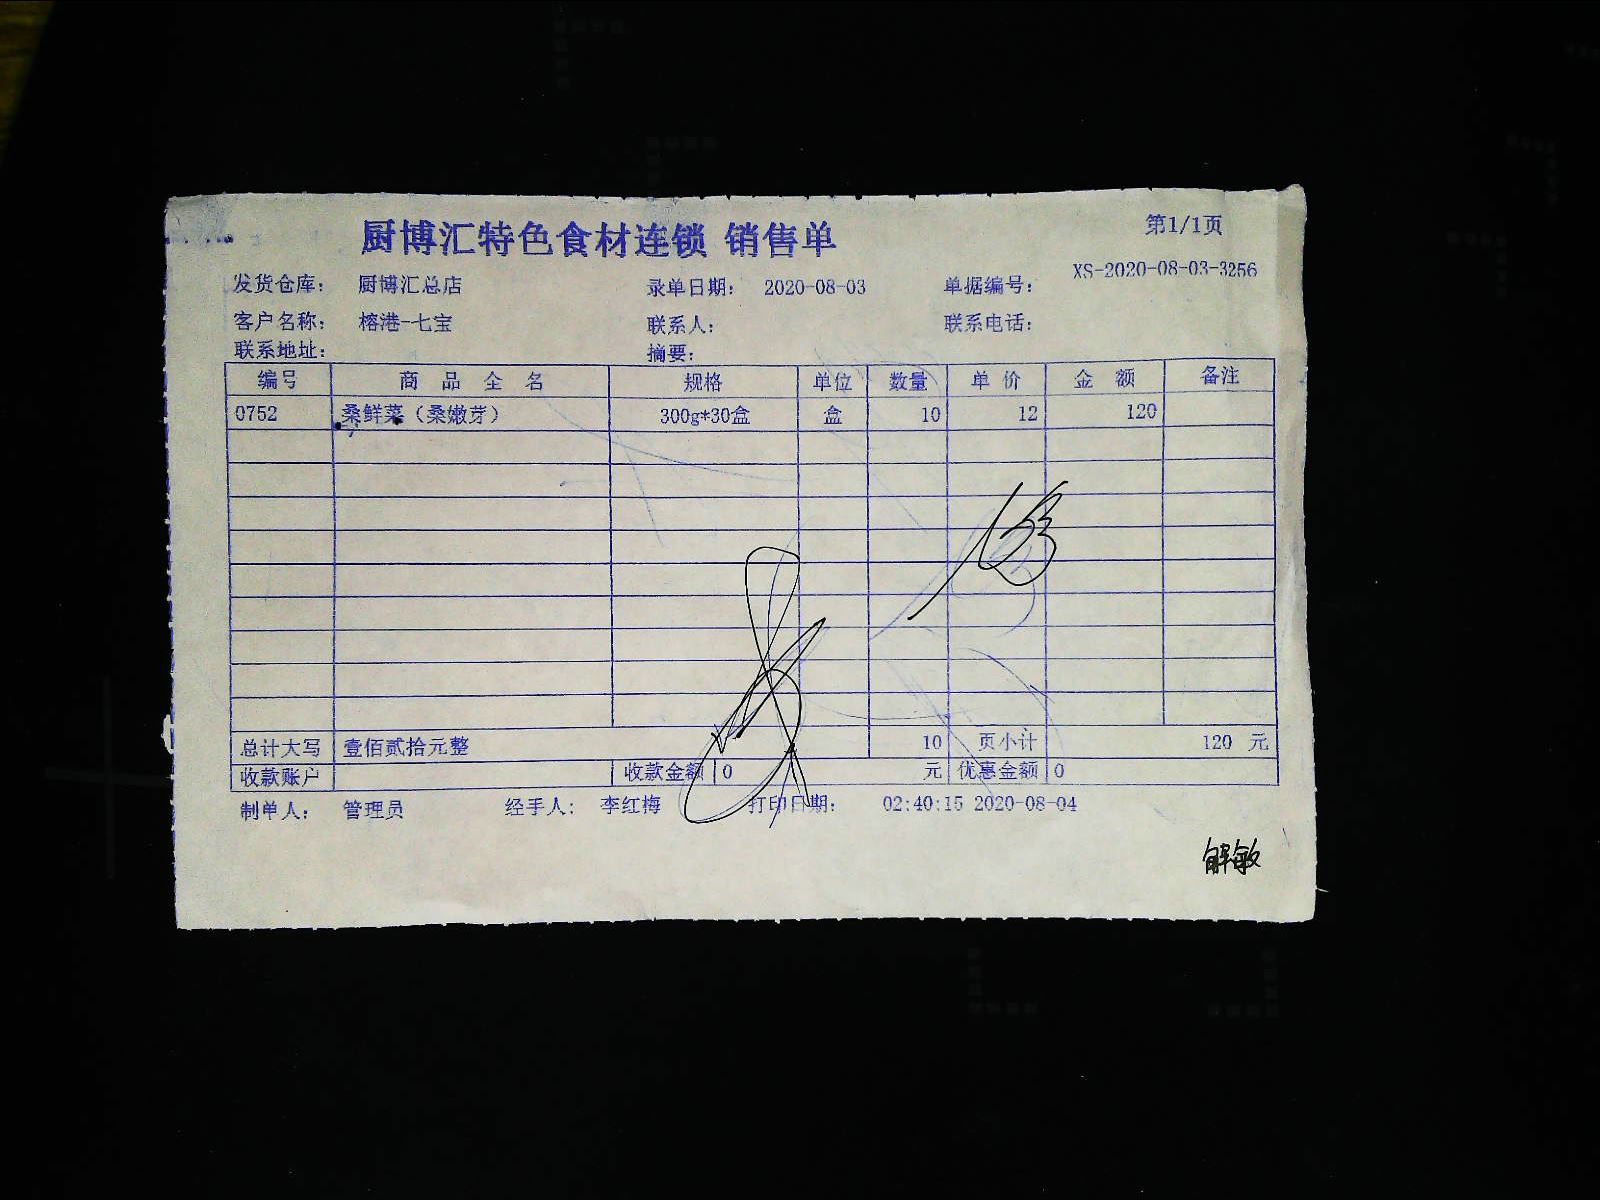 厨博汇特色食材连锁 销售单 第1/1页
发货仓库： 厨博汇总店 录单日期： 2020-08-03 单据编号： XS-2020-08-03-3256
客户名称： 榕港-七宝 联系人： 联系电话：
联系地址： 摘要：
编号 商品全名 规格 单位 数量 单价 金额 备注
0752 桑鲜菜（桑嫩芽） 300g*30盒 盒 10 12 120
总计大写 壹佰贰拾元整 10 页小计 120 元
收款账户 收款金额 0 元 优惠金额 0
制单人： 管理员 经手人： 李红梅 打印日期： 02:40:15 2020-08-04
解敏